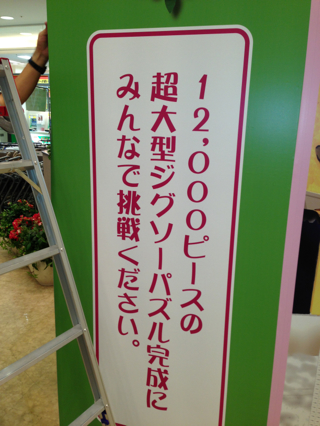 12,000ピースの
超大型ジグソーパズル完成に
みんなで挑戦ください。